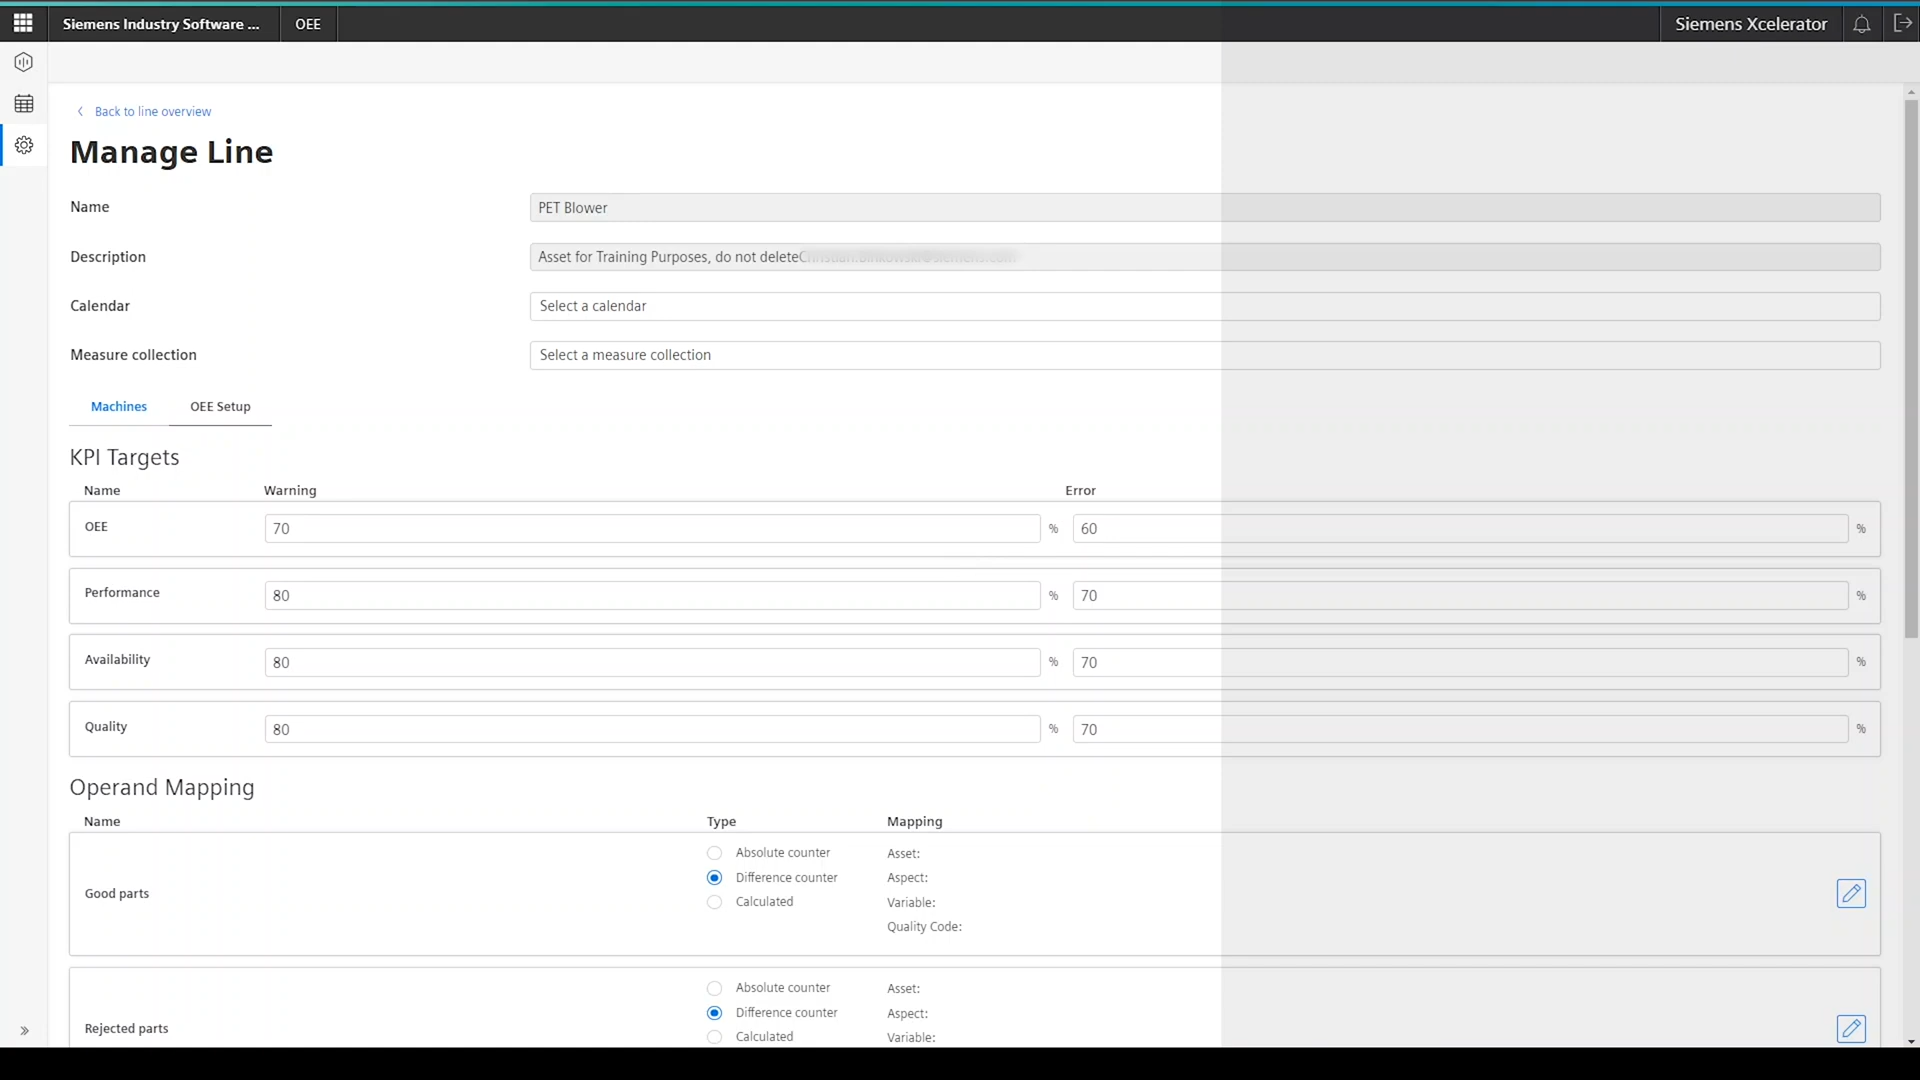 Siemens Industry Software ...
OEE
Siemens Xcelerator
Back to line overview
Manage Line
Name
PET Blower
Description
Asset for Training Purposes, do not delete
Calendar
Select a calendar
Measure collection
Select a measure collection
Machines
OEE Setup
KPI Targets
Name Warning Error
OEE 70 % 60 %
Performance 80 % 70 %
Availability 80 % 70 %
Quality 80 % 70 %
Operand Mapping
Name Type Mapping
Good parts
Absolute counter
Difference counter
Calculated
Asset:
Aspect:
Variable:
Quality Code:
Rejected parts
Absolute counter
Difference counter
Calculated
Asset:
Aspect:
Variable: